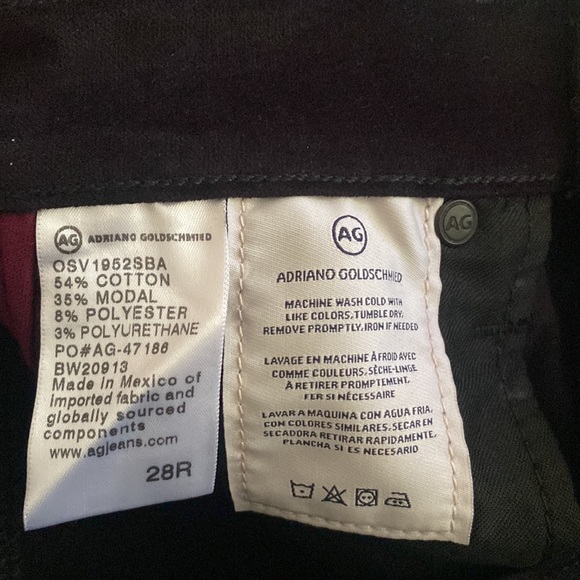 AG ADRIANO GOLDSCHMIED
OSV1952SBA
54% COTTON
35% MODAL
8% POLYESTER
3% POLYURETHANE
PO#AG-47186
BW20913
Made in Mexico of
imported fabric and
globally sourced
components
www.agjeans.com
28R
AG
ADRIANO GOLDSCHMIED
MACHINE WASH COLD WITH
LIKE COLORS. TUMBLE DRY.
REMOVE PROMPTLY. IRON IF NEEDED
LAVAGE EN MACHINE À FROID AVEC
COMME COULEURS. SÈCHE-LINGE.
À RETIRER PROMPTEMENT,
FER SI NÉCESSAIRE
LAVAR A MAQUINA CON AGUA FRIA,
CON COLORES SIMILARES. SECAR EN
SECADORA RETIRAR RAPIDAMENTE.
PLANCHA SI ES NECESARIO
AG